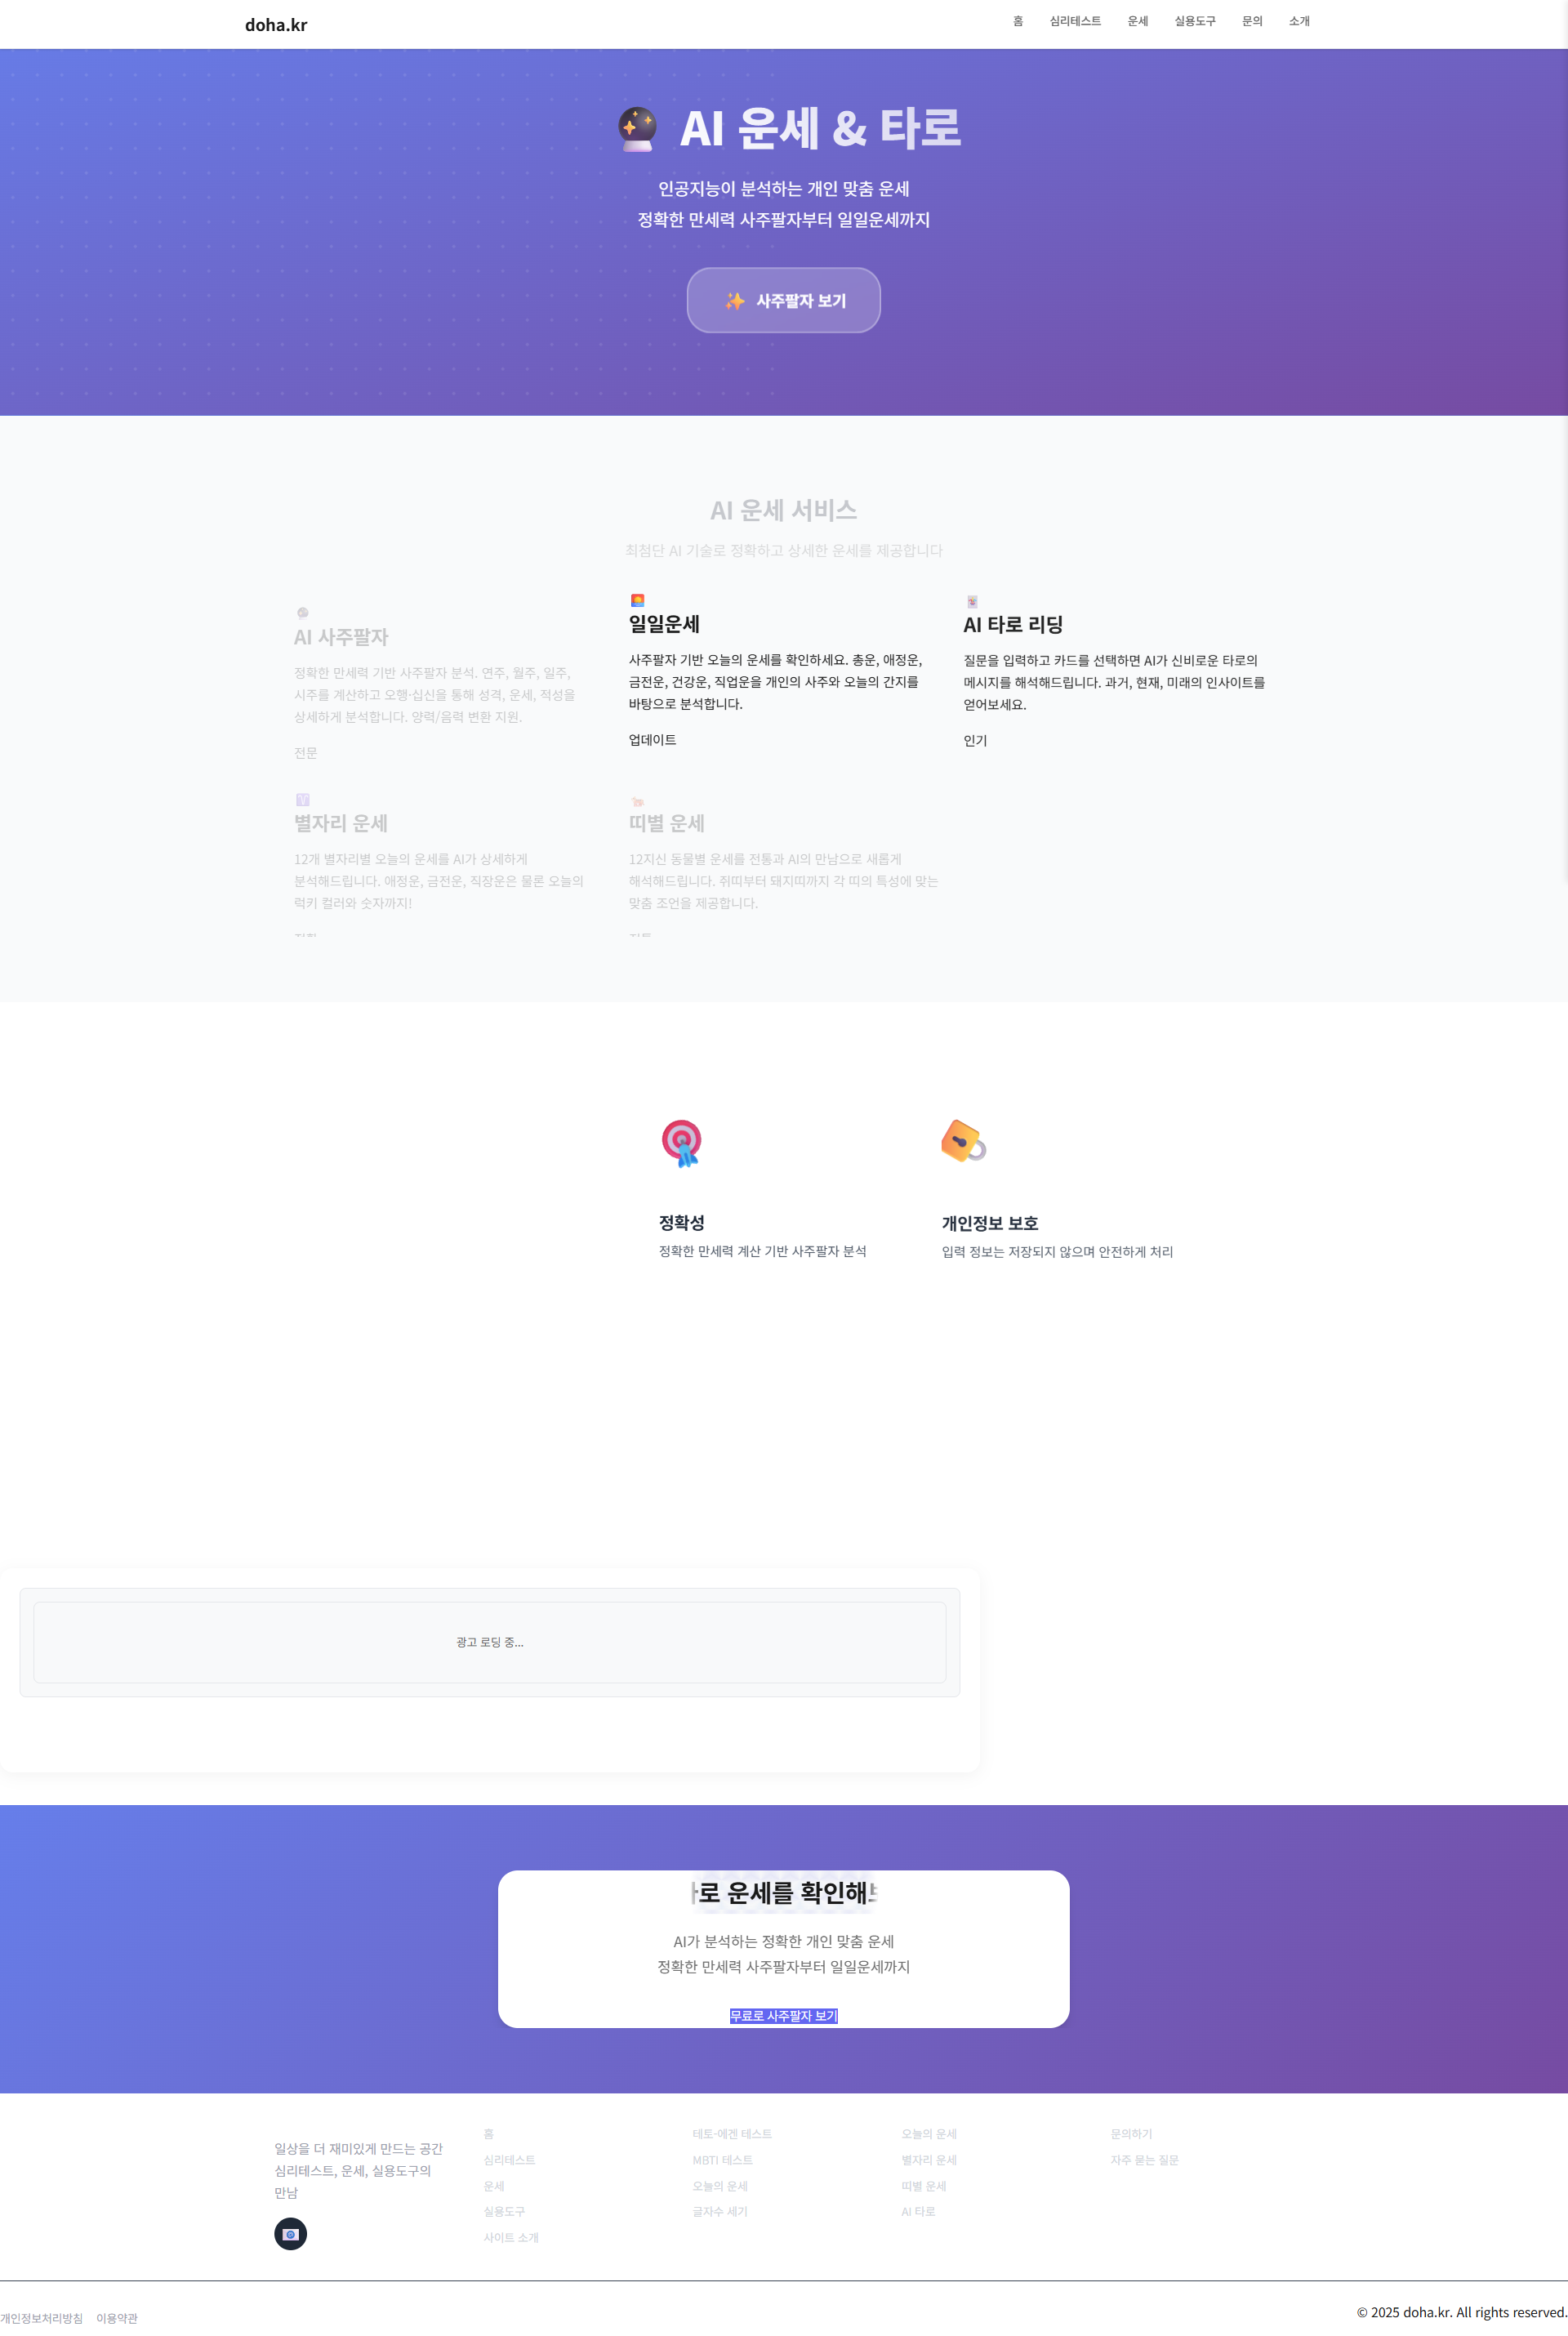 doha.kr
홈 심리테스트 운세 실용도구 문의 소개
AI 운세 & 타로
인공지능이 분석하는 개인 맞춤 운세
정확한 만세력 사주팔자부터 일일운세까지
사주팔자 보기
AI 운세 서비스
최첨단 AI 기술로 정확하고 상세한 운세를 제공합니다
AI 사주팔자
정확한 만세력 기반 사주팔자 분석. 연주, 월주, 일주,
시주를 계산하고 오행·십신을 통해 성격, 운세, 적성을
상세하게 분석합니다. 양력/음력 변환 지원.
전문
일일운세
사주팔자 기반 오늘의 운세를 확인하세요. 총운, 애정운,
금전운, 건강운, 직업운을 개인의 사주와 오늘의 간지를
바탕으로 분석합니다.
업데이트
AI 타로 리딩
질문을 입력하고 카드를 선택하면 AI가 신비로운 타로의
메시지를 해석해드립니다. 과거, 현재, 미래의 인사이트를
얻어보세요.
인기
별자리 운세
12개 별자리별 오늘의 운세를 AI가 상세하게
분석해드립니다. 애정운, 금전운, 직장운은 물론 오늘의
럭키 컬러와 숫자까지!
띠별 운세
12지신 동물별 운세를 전통과 AI의 만남으로 새롭게
해석해드립니다. 쥐띠부터 돼지띠까지 각 띠의 특성에 맞는
맞춤 조언을 제공합니다.
정확성
정확한 만세력 계산 기반 사주팔자 분석
개인정보 보호
입력 정보는 저장되지 않으며 안전하게 처리
광고 로딩 중...
로 운세를 확인해
AI가 분석하는 정확한 개인 맞춤 운세
정확한 만세력 사주팔자부터 일일운세까지
무료로 사주팔자 보기
일상을 더 재미있게 만드는 공간
심리테스트, 운세, 실용도구의
만남
홈
심리테스트
운세
실용도구
사이트 소개
테토-에겐 테스트
MBTI 테스트
오늘의 운세
글자수 세기
오늘의 운세
별자리 운세
띠별 운세
AI 타로
문의하기
자주 묻는 질문
개인정보처리방침 이용약관
© 2025 doha.kr. All rights reserved.